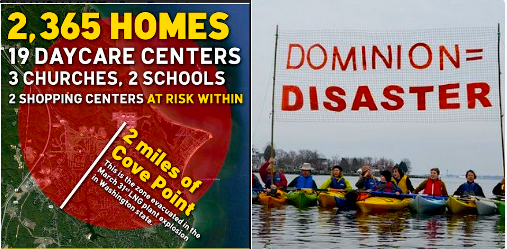 2,365 HOMES
19 DAYCARE CENTERS
3 CHURCHES, 2 SCHOOLS
2 SHOPPING CENTERS AT RISK WITHIN
2 miles of
Cove Point
This is the zone evacuated in the
March 31st LNG plant explosion
in Washington state.
DOMINION=
DISASTER